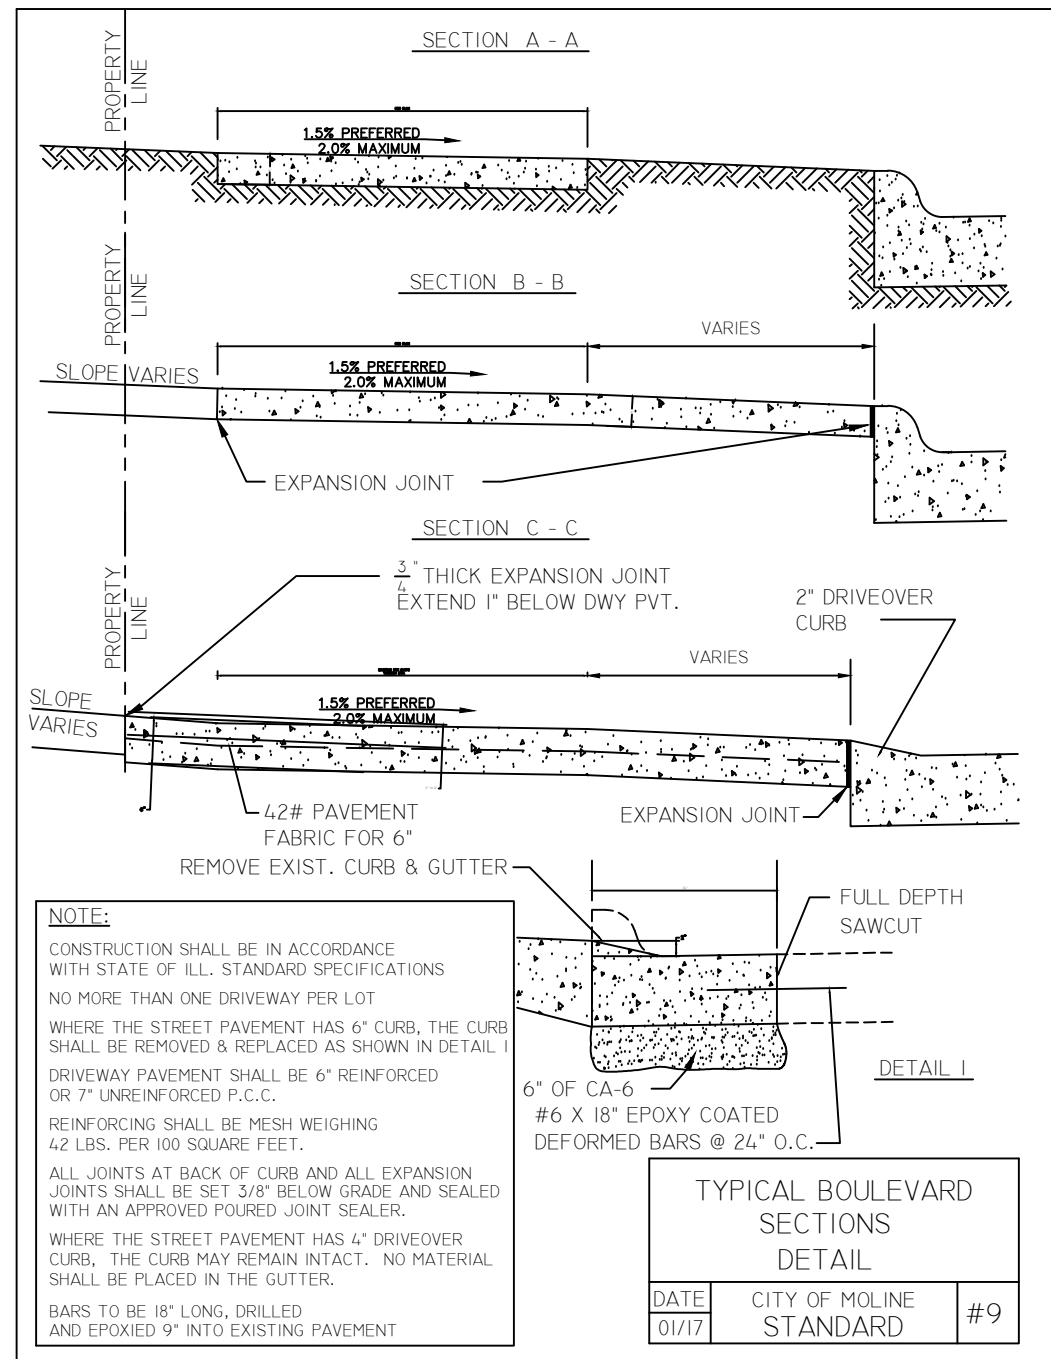 SECTION A - A
PROPERTY
LINE
1.5% PREFERRED
2.0% MAXIMUM
PROPERTY
LINE
SECTION B - B
VARIES
SLOPE VARIES
1.5% PREFERRED
2.0% MAXIMUM
EXPANSION JOINT
SECTION C - C
PROPERTY
LINE
3/4" THICK EXPANSION JOINT
EXTEND 1" BELOW DWY PVT.
2" DRIVEOVER
CURB
VARIES
SLOPE
VARIES
1.5% PREFERRED
2.0% MAXIMUM
42# PAVEMENT
FABRIC FOR 6"
EXPANSION JOINT
REMOVE EXIST. CURB & GUTTER
FULL DEPTH
SAWCUT
6" OF CA-6
#6 X 18" EPOXY COATED
DEFORMED BARS @ 24" O.C.
DETAIL 1
NOTE:
CONSTRUCTION SHALL BE IN ACCORDANCE
WITH STATE OF ILL. STANDARD SPECIFICATIONS
NO MORE THAN ONE DRIVEWAY PER LOT
WHERE THE STREET PAVEMENT HAS 6" CURB, THE CURB
SHALL BE REMOVED & REPLACED AS SHOWN IN DETAIL 1
DRIVEWAY PAVEMENT SHALL BE 6" REINFORCED
OR 7" UNREINFORCED P.C.C.
REINFORCING SHALL BE MESH WEIGHING
42 LBS. PER 100 SQUARE FEET.
ALL JOINTS AT BACK OF CURB AND ALL EXPANSION
JOINTS SHALL BE SET 3/8" BELOW GRADE AND SEALED
WITH AN APPROVED POURED JOINT SEALER.
WHERE THE STREET PAVEMENT HAS 4" DRIVEOVER
CURB, THE CURB MAY REMAIN INTACT. NO MATERIAL
SHALL BE PLACED IN THE GUTTER.
BARS TO BE 18" LONG, DRILLED
AND EPOXIED 9" INTO EXISTING PAVEMENT
TYPICAL BOULEVARD
SECTIONS
DETAIL
DATE
01/17
CITY OF MOLINE
STANDARD
#9